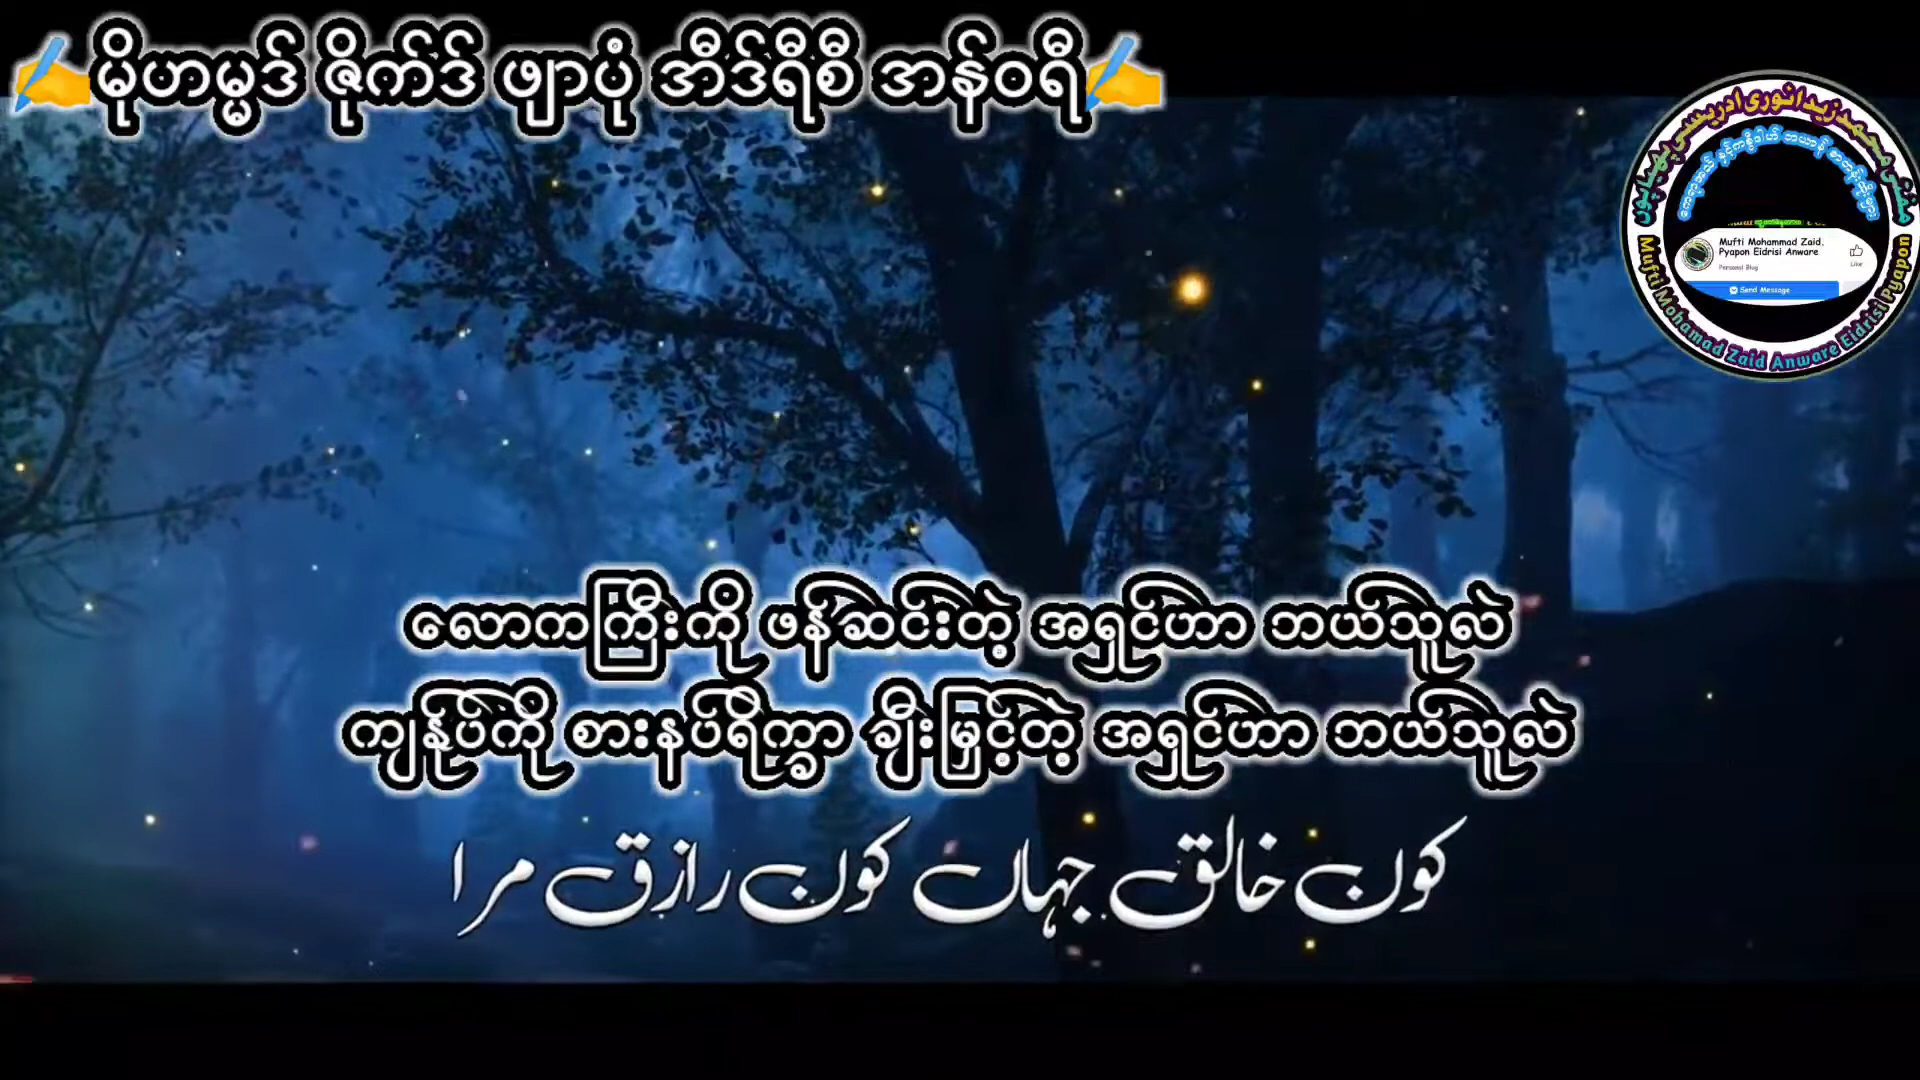 ✍️မိုဟာမ္မဒ် ဇိုက်ဒ် ဖျာပုံ အီဒ်ရီစီ အန်ဝရီ✍️
Mufti Mohammad Zaid.
Pyapon Eidrisi Anware
Personal Blog
Like
Send Message
Mufti Mohamad Zaid Anware Eidrisi Pyapon
လောကကြီးကို ဖန်ဆင်းတဲ့ အရှင်ဟာ ဘယ်သူလဲ
ကျန်ုပ်ကို စားနပ်ရိက္ခာ ချီးမြှင့်တဲ့ အရှင်ဟာ ဘယ်သူလဲ
کون خالق جہاں کون رازق مرا